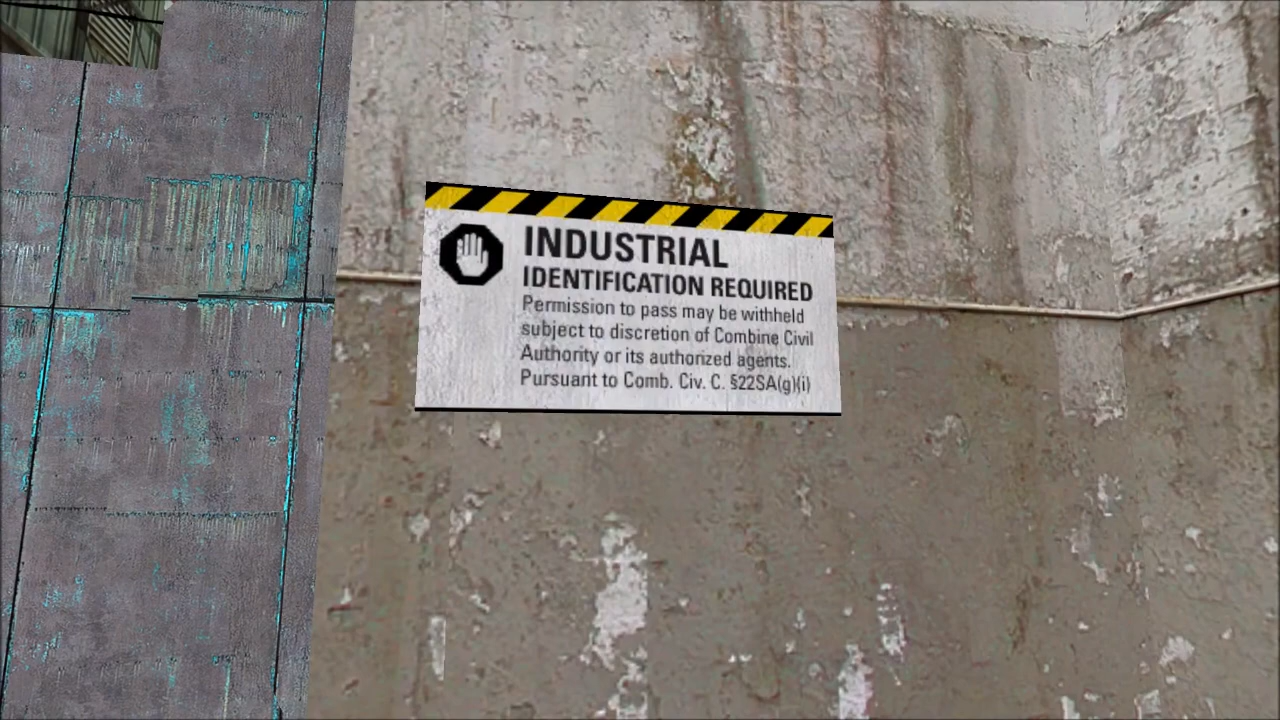 INDUSTRIAL
IDENTIFICATION REQUIRED
Permission to pass may be withheld
subject to discretion of Combine Civil
Authority or its authorized agents.
Pursuant to Comb. Civ. C. §22SA(g)(i)